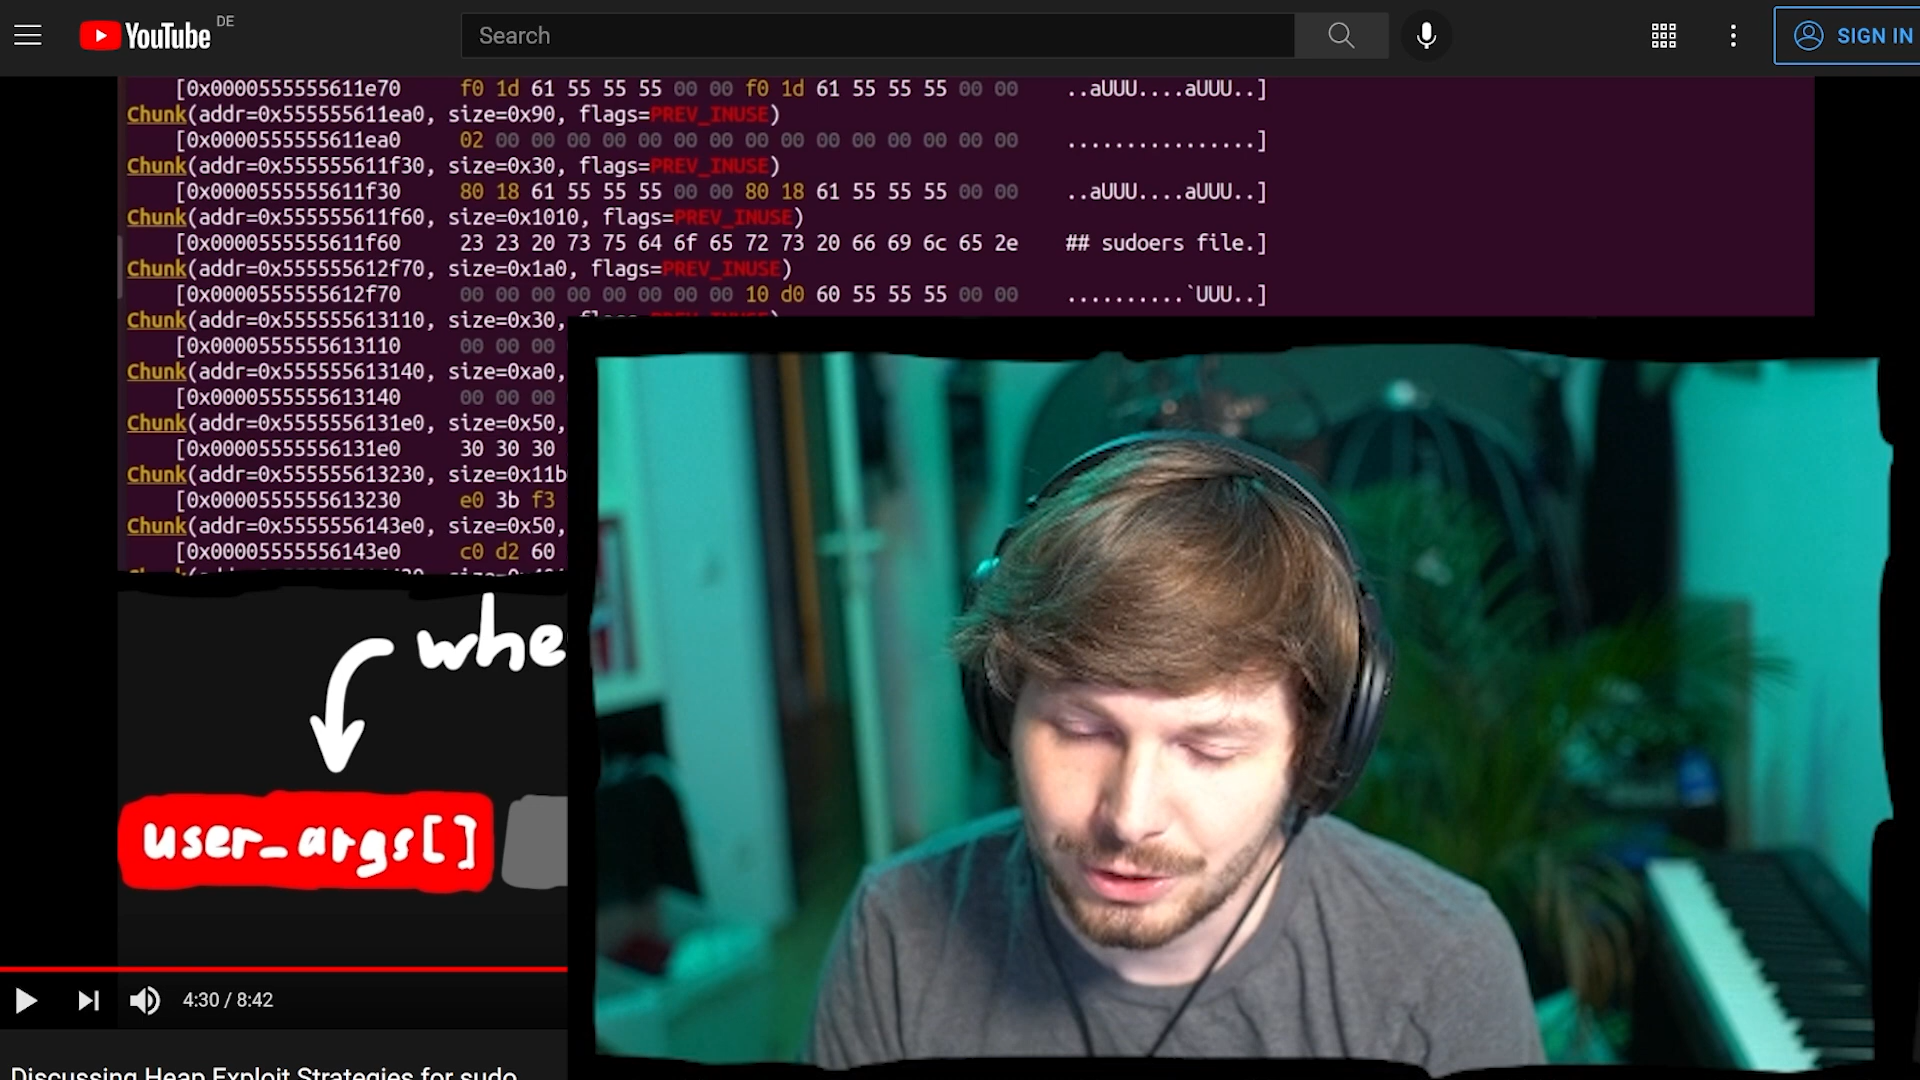 YouTube DE
Search
SIGN IN
[0x0000555555611e70 f0 1d 61 55 55 55 00 00 f0 1d 61 55 55 55 00 00 ..aUUU....aUUU..]
Chunk(addr=0x555555611ea0, size=0x90, flags=PREV_INUSE)
[0x0000555555611ea0 02 00 00 00 00 00 00 00 00 00 00 00 00 00 00 00 ................]
Chunk(addr=0x555555611f30, size=0x30, flags=PREV_INUSE)
[0x0000555555611f30 80 18 61 55 55 55 00 00 80 18 61 55 55 55 00 00 ..aUUU....aUUU..]
Chunk(addr=0x555555611f60, size=0x1010, flags=PREV_INUSE)
[0x0000555555611f60 23 23 20 73 75 64 6f 65 72 73 20 66 69 6c 65 2e ## sudoers file.]
Chunk(addr=0x555555612f70, size=0x1a0, flags=PREV_INUSE)
[0x0000555555612f70 00 00 00 00 00 00 00 00 10 d0 60 55 55 55 00 00 ..........`UUU..]
Chunk(addr=0x555555613110, size=0x30,
[0x0000555555613110 00 00 00
Chunk(addr=0x555555613140, size=0xa0,
[0x0000555555613140 00 00 00
Chunk(addr=0x5555556131e0, size=0x50,
[0x00005555556131e0 30 30 30
Chunk(addr=0x555555613230, size=0x11b
[0x0000555555613230 e0 3b f3
Chunk(addr=0x5555556143e0, size=0x50,
[0x00005555556143e0 c0 d2 60
whe
user_args[]
4:30 / 8:42
Discussing Heap Exploit Strategies for sudo